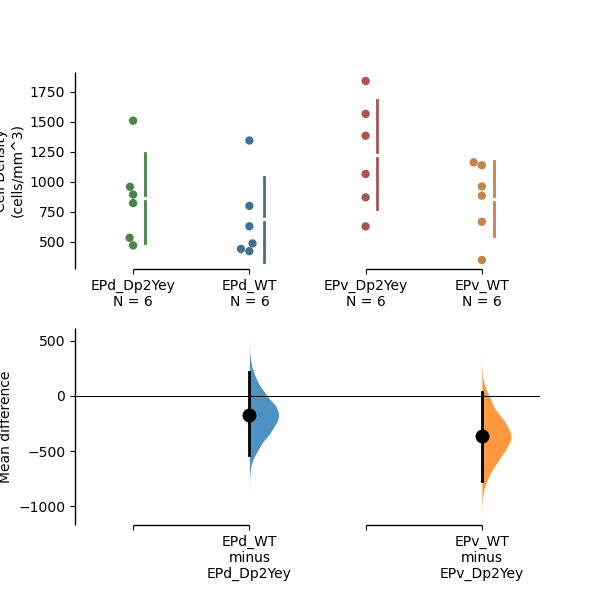 Cell Density
(cells/mm^3)
1750
1500
1250
1000
750
500
EPd_Dp2Yey
N = 6
EPd_WT
N = 6
EPv_Dp2Yey
N = 6
EPv_WT
N = 6
Mean difference
500
0
−500
−1000
EPd_WT
minus
EPd_Dp2Yey
EPv_WT
minus
EPv_Dp2Yey